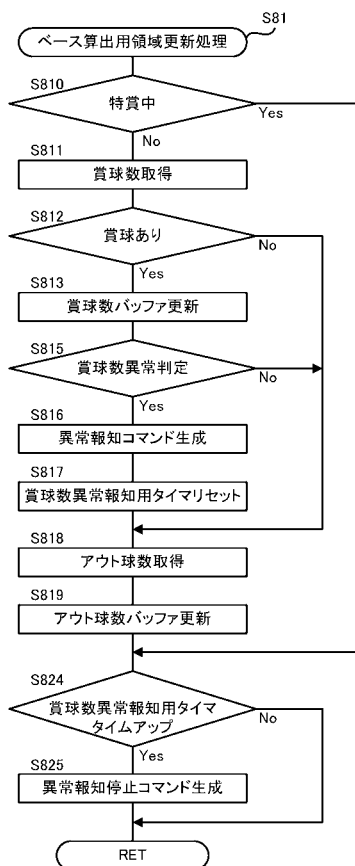 S81
ベース算出用領域更新処理
S810
特賞中
Yes
No
S811
賞球数取得
S812
賞球あり
No
Yes
S813
賞球数バッファ更新
S815
賞球数異常判定
No
Yes
S816
異常報知コマンド生成
S817
賞球数異常報知用タイマリセット
S818
アウト球数取得
S819
アウト球数バッファ更新
S824
賞球数異常報知用タイマ
タイムアップ
No
Yes
S825
異常報知停止コマンド生成
RET